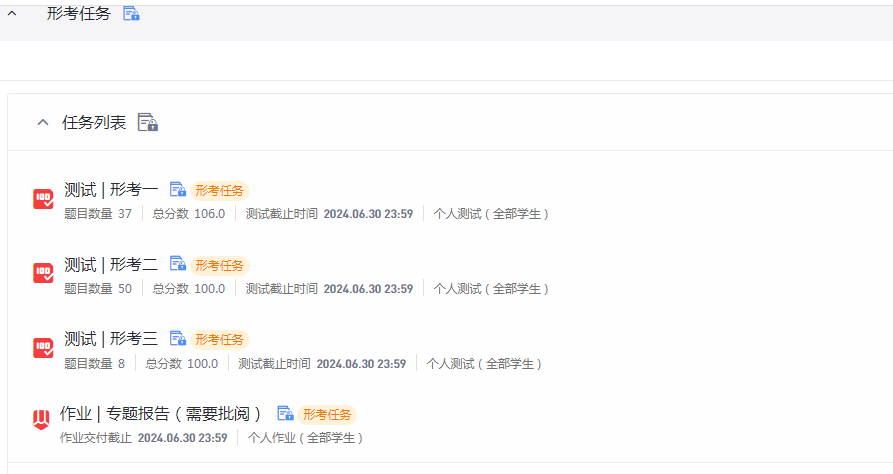 形考任务
任务列表
测试 | 形考一 形考任务
题目数量 37 总分数 106.0 测试截止时间 2024.06.30 23:59 个人测试 ( 全部学生 )
测试 | 形考二 形考任务
题目数量 50 总分数 100.0 测试截止时间 2024.06.30 23:59 个人测试 ( 全部学生 )
测试 | 形考三 形考任务
题目数量 8 总分数 100.0 测试截止时间 2024.06.30 23:59 个人测试 ( 全部学生 )
作业 | 专题报告 ( 需要批阅 ) 形考任务
作业交付截止 2024.06.30 23:59 个人作业 ( 全部学生 )